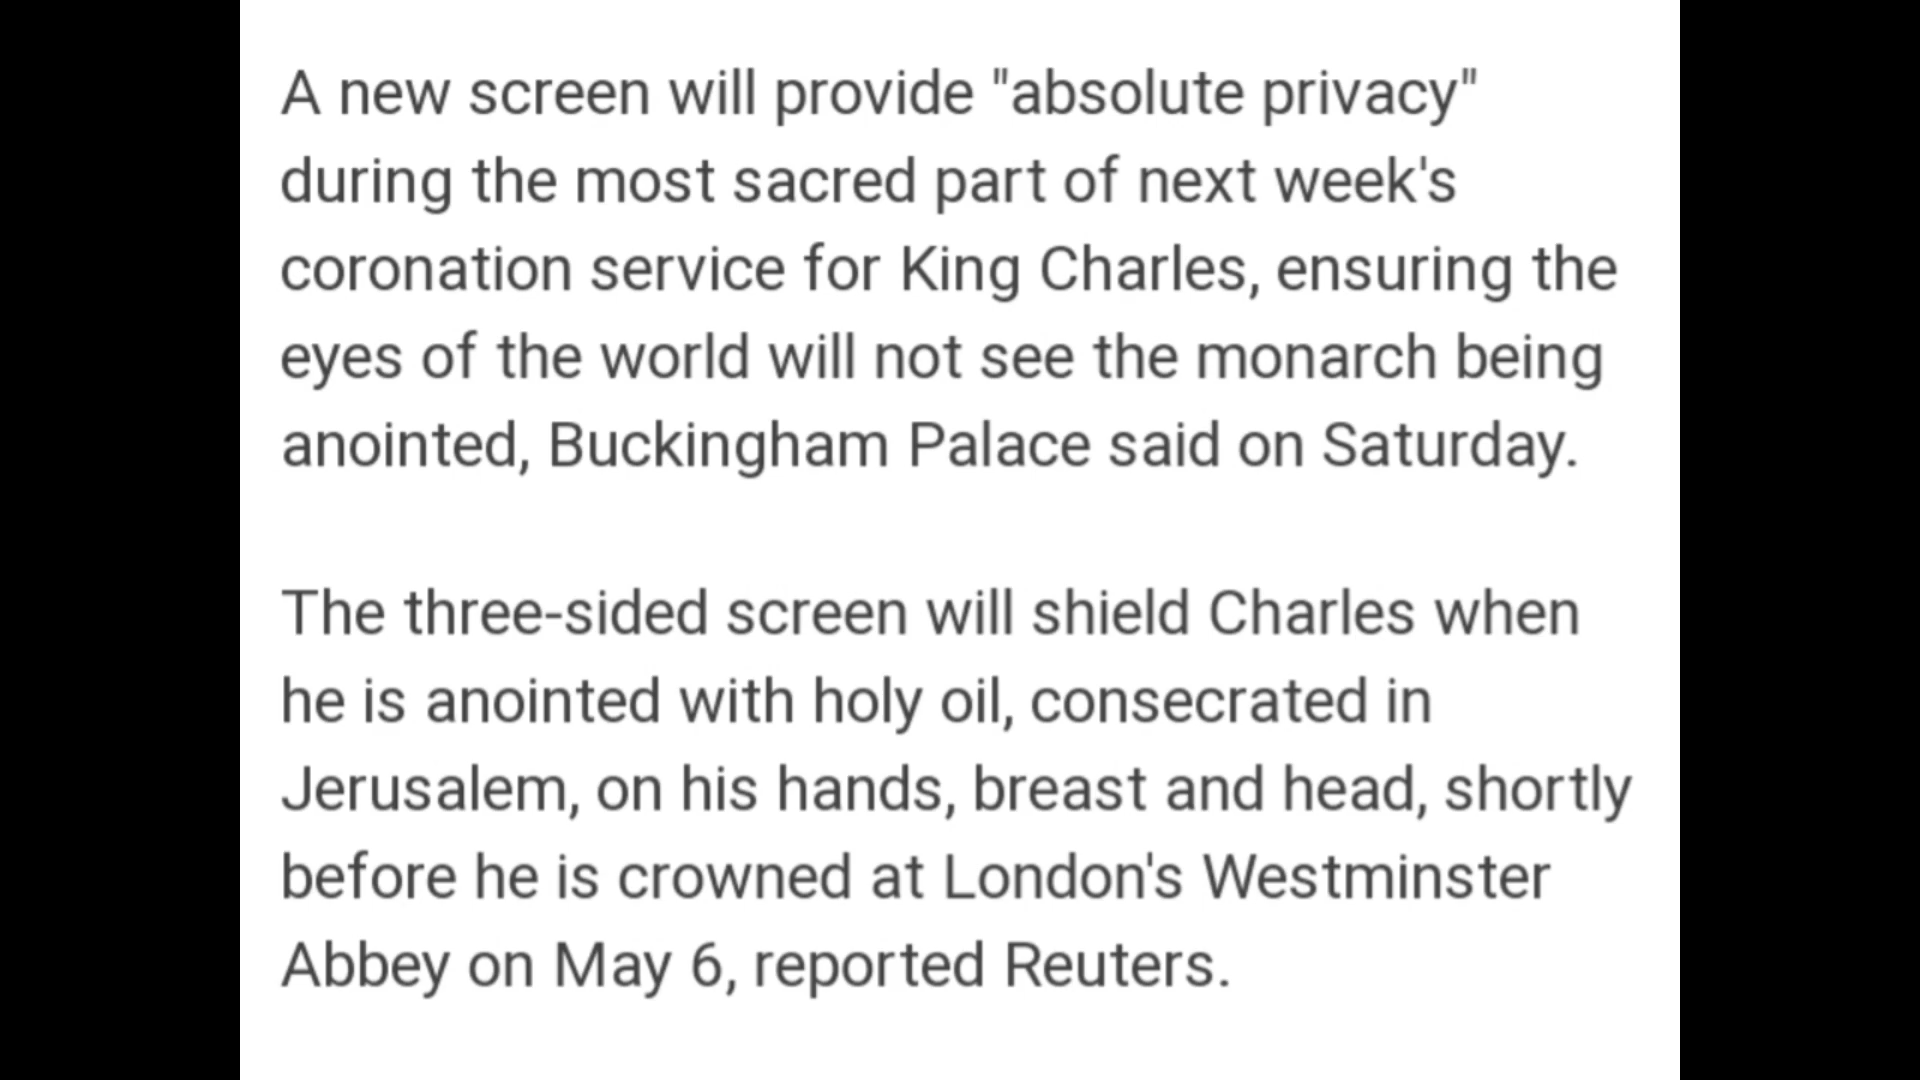 A new screen will provide "absolute privacy"
during the most sacred part of next week's
coronation service for King Charles, ensuring the
eyes of the world will not see the monarch being
anointed, Buckingham Palace said on Saturday.
The three-sided screen will shield Charles when
he is anointed with holy oil, consecrated in
Jerusalem, on his hands, breast and head, shortly
before he is crowned at London's Westminster
Abbey on May 6, reported Reuters.